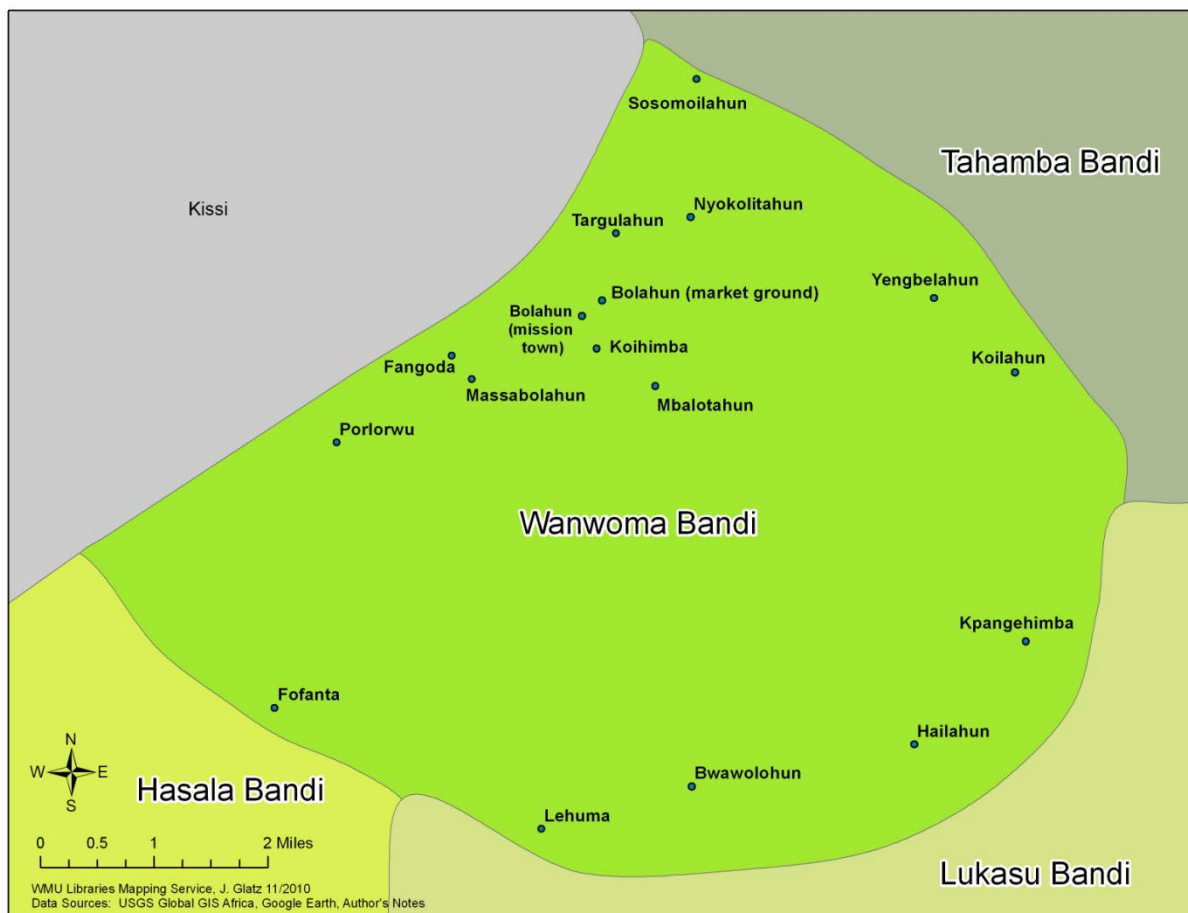 Sosomoilahun
Tahamba Bandi
Kissi
Nyokolitahun
Targulahun
Yengbelahun
Bolahun (market ground)
Bolahun
(mission
town)
Koihimba
Koilahun
Fangoda
Massabolahun
Mbalotahun
Porlorwu
Wanwoma Bandi
Kpangehimba
Fofanta
Hailahun
N
W E
S
Hasala Bandi
Bwawolohun
Lehuma
0 0.5 1 2 Miles
Lukasu Bandi
WMU Libraries Mapping Service, J. Glatz 11/2010
Data Sources: USGS Global GIS Africa, Google Earth, Author's Notes